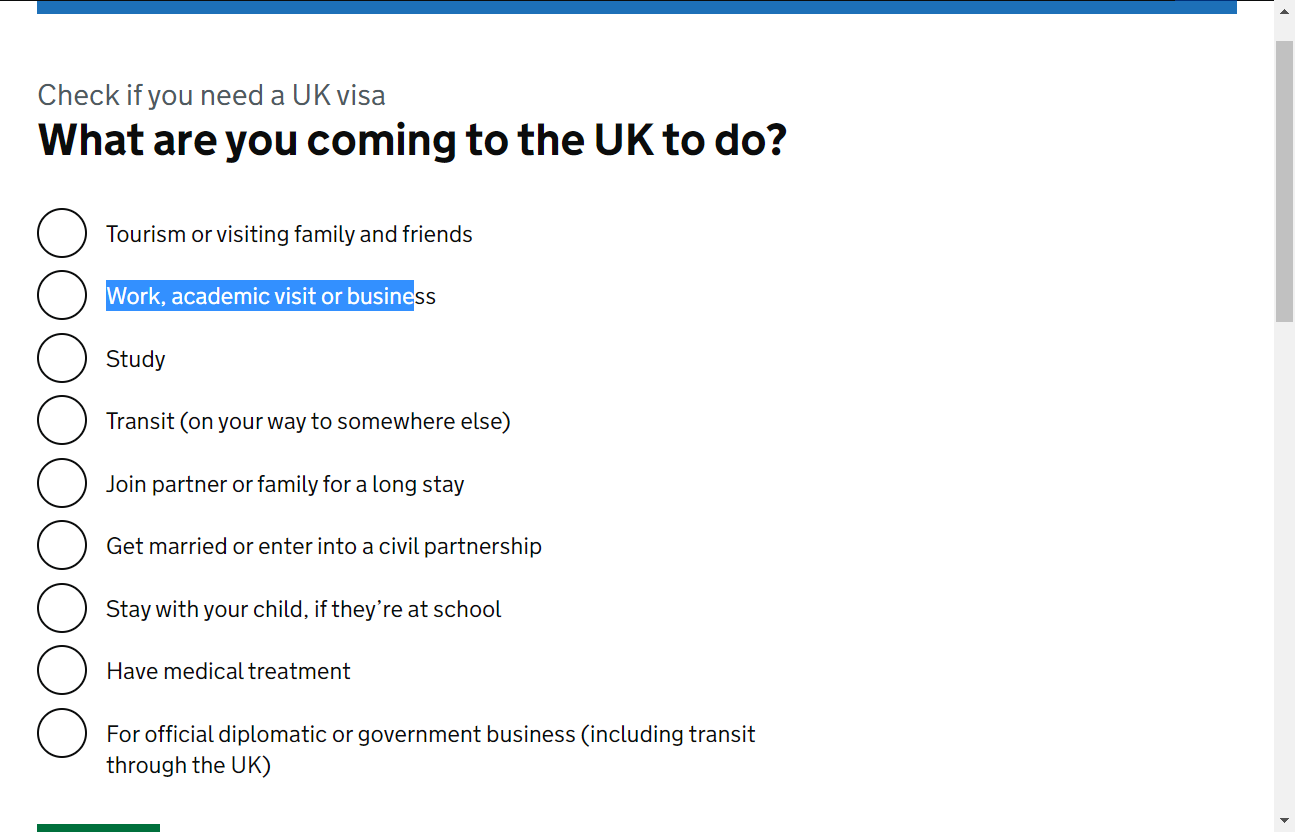 Check if you need a UK visa
What are you coming to the UK to do?
Tourism or visiting family and friends
Work, academic visit or business
Study
Transit (on your way to somewhere else)
Join partner or family for a long stay
Get married or enter into a civil partnership
Stay with your child, if they’re at school
Have medical treatment
For official diplomatic or government business (including transit
through the UK)